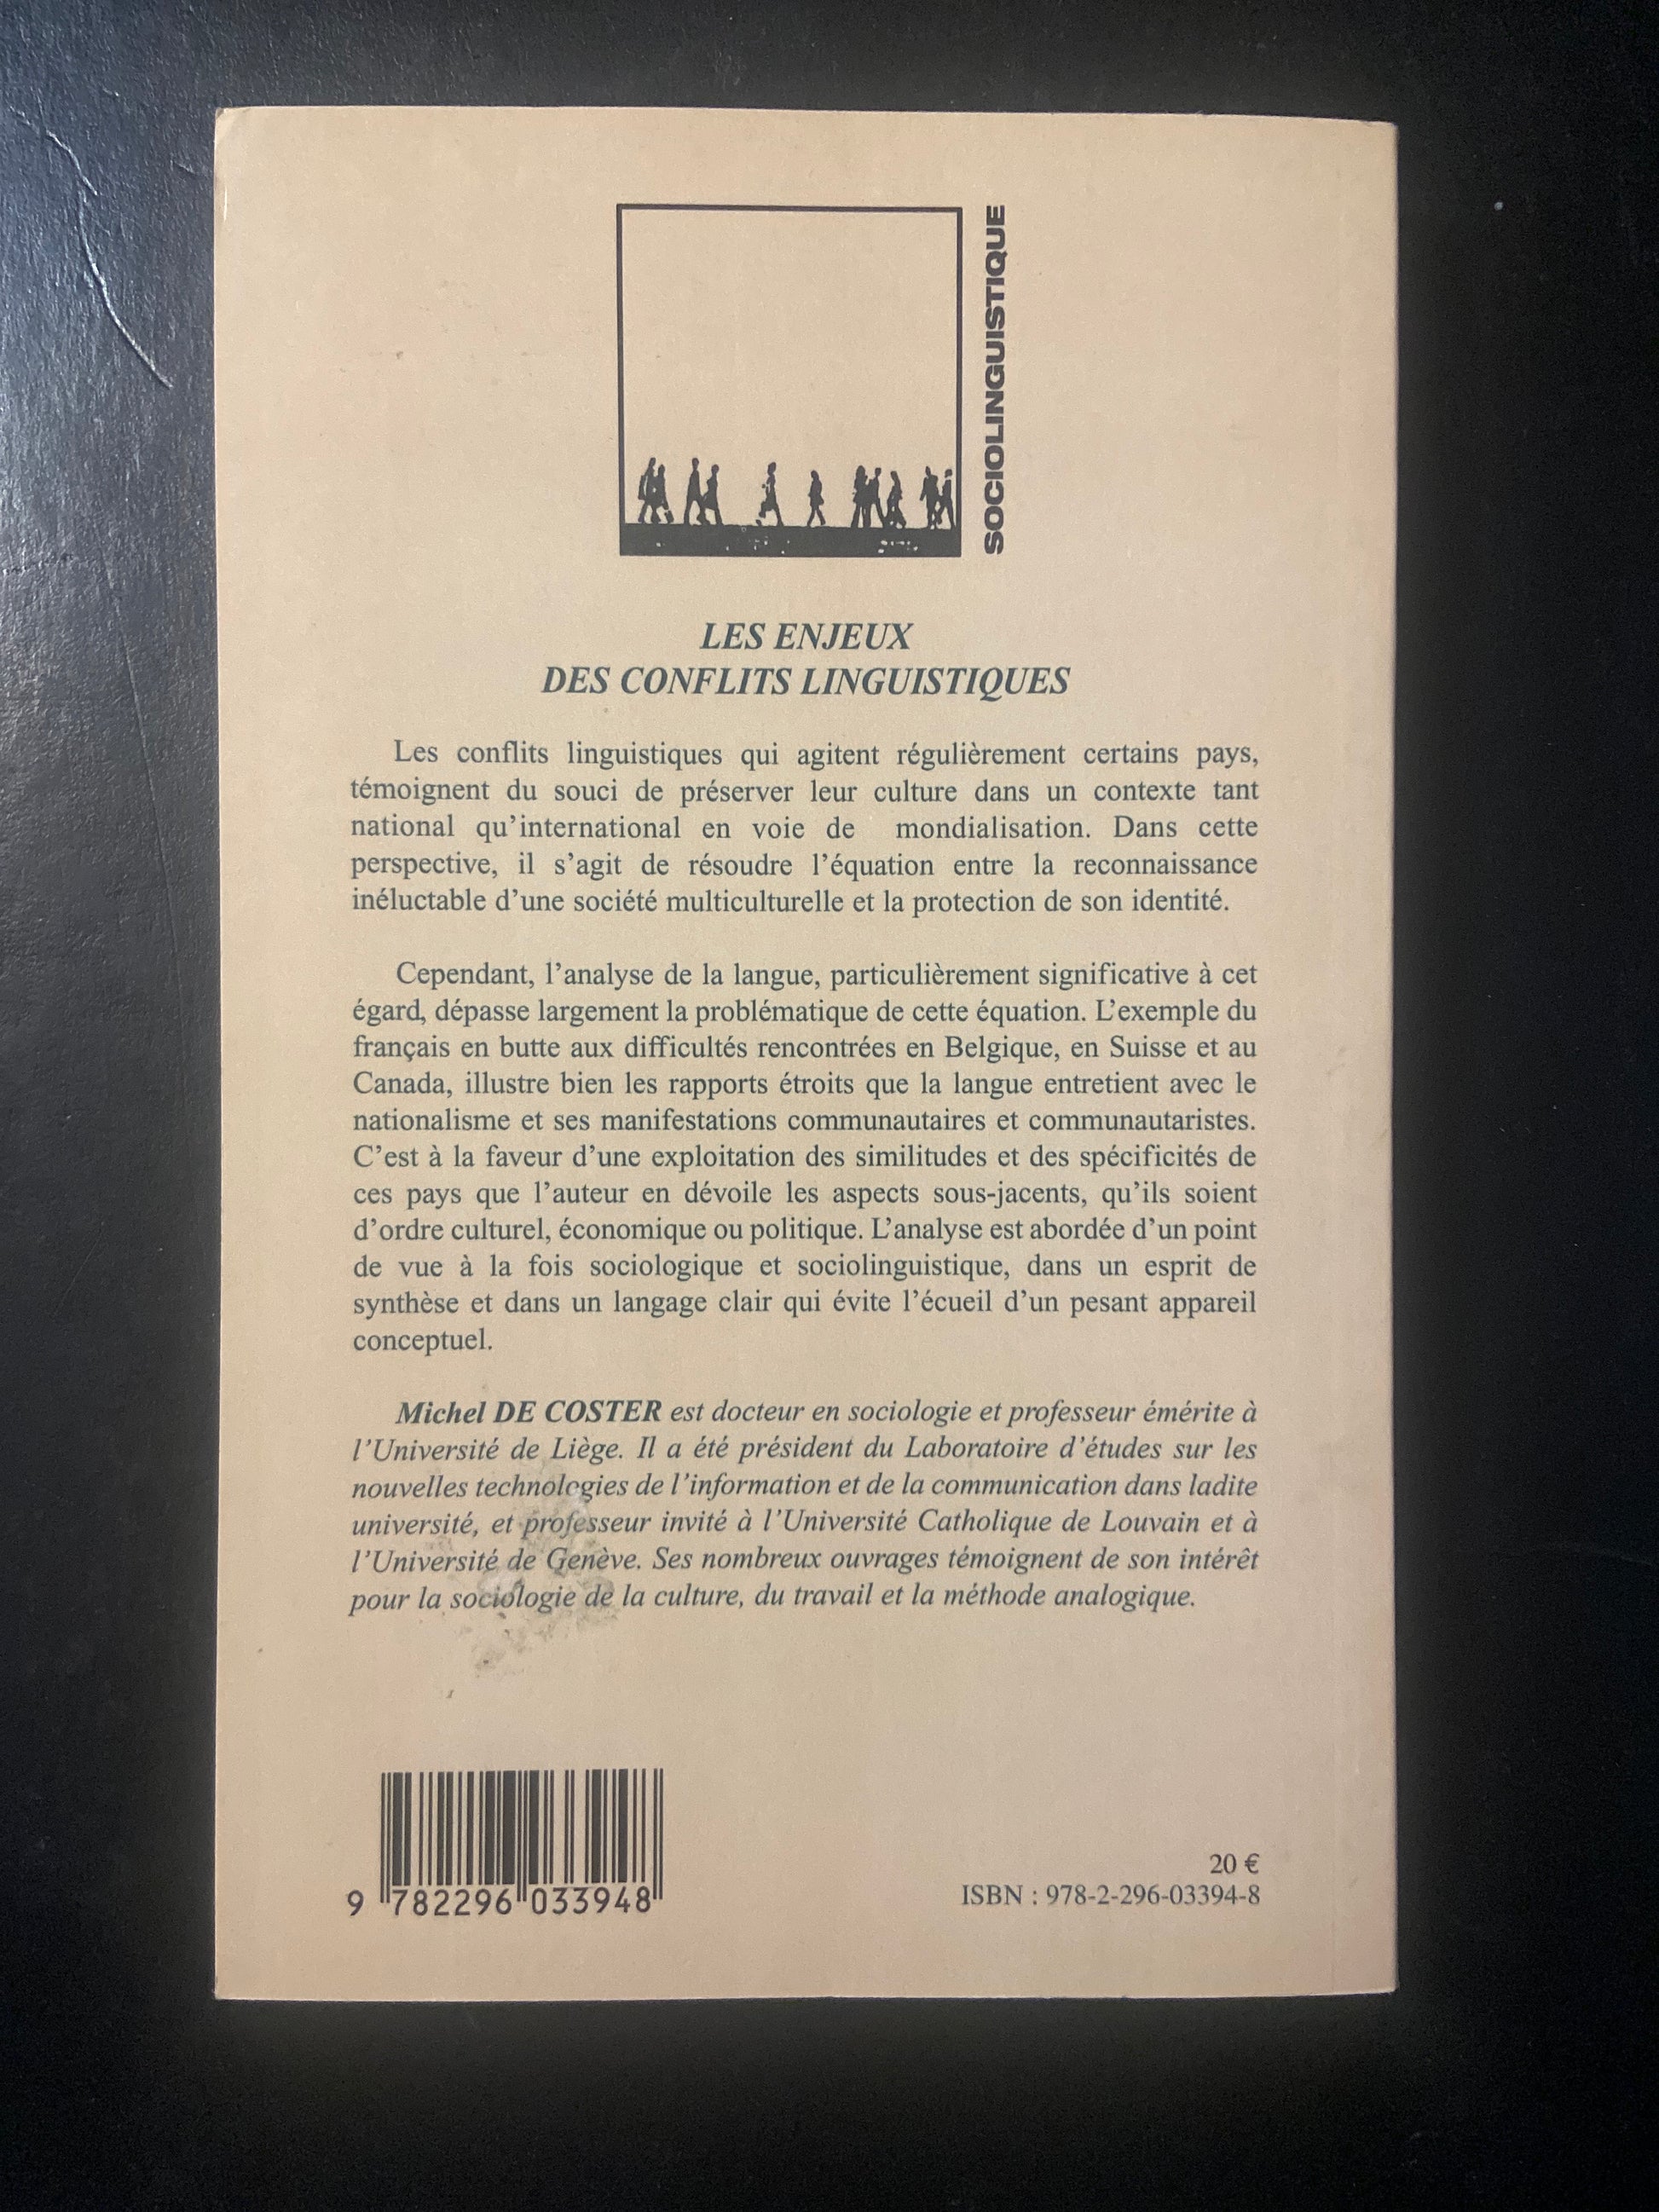 SOCIOLINGUISTIQUE
LES ENJEUX
DES CONFLITS LINGUISTIQUES
Les conflits linguistiques qui agitent régulièrement certains pays,
témoignent du souci de préserver leur culture dans un contexte tant
national qu’international en voie de mondialisation. Dans cette
perspective, il s’agit de résoudre l’équation entre la reconnaissance
inéluctable d’une société multiculturelle et la protection de son identité.
Cependant, l’analyse de la langue, particulièrement significative à cet
égard, dépasse largement la problématique de cette équation. L’exemple du
français en butte aux difficultés rencontrées en Belgique, en Suisse et au
Canada, illustre bien les rapports étroits que la langue entretient avec le
nationalisme et ses manifestations communautaires et communautaristes.
C’est à la faveur d’une exploitation des similitudes et des spécificités de
ces pays que l’auteur en dévoile les aspects sous-jacents, qu’ils soient
d’ordre culturel, économique ou politique. L’analyse est abordée d’un point
de vue à la fois sociologique et sociolinguistique, dans un esprit de
synthèse et dans un langage clair qui évite l’écueil d’un pesant appareil
conceptuel.
Michel DE COSTER est docteur en sociologie et professeur émérite à
l’Université de Liège. Il a été président du Laboratoire d’études sur les
nouvelles technologies de l’information et de la communication dans ladite
université, et professeur invité à l’Université Catholique de Louvain et à
l’Université de Genève. Ses nombreux ouvrages témoignent de son intérêt
pour la sociologie de la culture, du travail et la méthode analogique.
20 €
ISBN : 978-2-296-03394-8
9 782296 033948